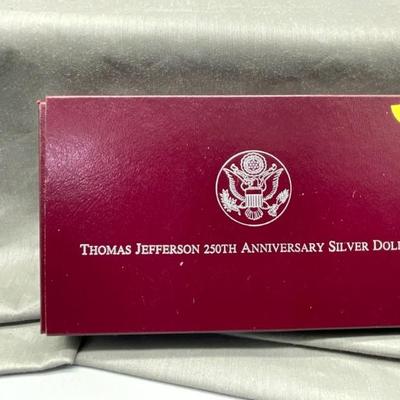 THOMAS JEFFERSON 250TH ANNIVERSARY SILVER DOLL